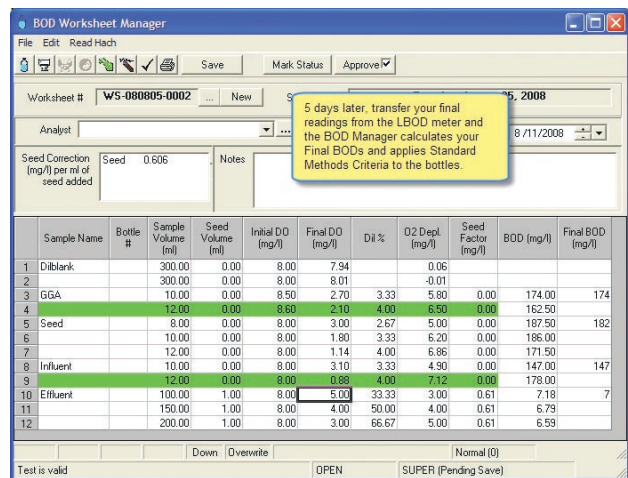 BOD Worksheet Manager
File Edit Read Hach
Save Mark Status Approve
Worksheet # WS-080805-0002 ... New S 05, 2008
5 days later, transfer your final
readings from the LBOD meter and
the BOD Manager calculates your
Final BODs and applies Standard
Methods Criteria to the bottles.
Analyst ... 8 /11/2008
Seed Correction
(mg/l) per ml of
seed added
Seed 0.606
Notes
Sample Name Bottle # Sample Volume (ml) Seed Volume (ml) Initial DO (mg/l) Final DO (mg/l) Dil % O2 Depl. (mg/l) Seed Factor (mg/l) BOD (mg/l) Final BOD (mg/l)
1 Dilblank 300.00 0.00 8.00 7.94 0.06
2 300.00 0.00 8.00 8.01 -0.01
3 GGA 10.00 0.00 8.50 2.70 3.33 5.80 0.00 174.00 174
4 12.00 0.00 8.60 2.10 4.00 6.50 0.00 162.50
5 Seed 8.00 0.00 8.00 3.00 2.67 5.00 0.00 187.50 182
6 10.00 0.00 8.00 1.80 3.33 6.20 0.00 186.00
7 12.00 0.00 8.00 1.14 4.00 6.86 0.00 171.50
8 Influent 10.00 0.00 8.00 3.10 3.33 4.90 0.00 147.00 147
9 12.00 0.00 8.00 0.88 4.00 7.12 0.00 178.00
10 Effluent 100.00 1.00 8.00 5.00 33.33 3.00 0.61 7.18 7
11 150.00 1.00 8.00 4.00 50.00 4.00 0.61 6.79
12 200.00 1.00 8.00 3.00 66.67 5.00 0.61 6.59
Down Overwrite Normal (0)
Test is valid OPEN SUPER (Pending Save)